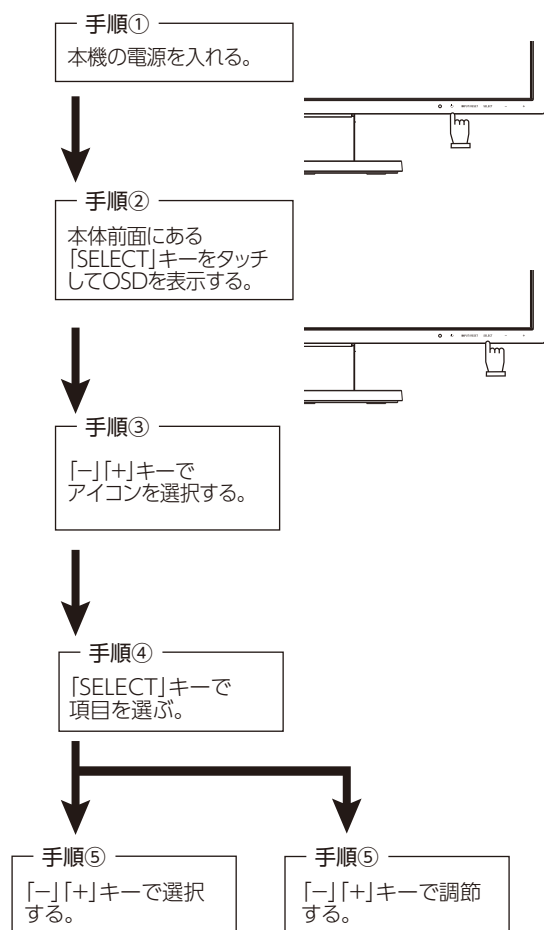 手順①
本機の電源を入れる。
手順②
本体前面にある
「SELECT」キーをタッチ
してOSDを表示する。
手順③
「−」「+」キーで
アイコンを選択する。
手順④
「SELECT」キーで
項目を選ぶ。
手順⑤
「−」「+」キーで選択
する。
手順⑤
「−」「+」キーで調節
する。